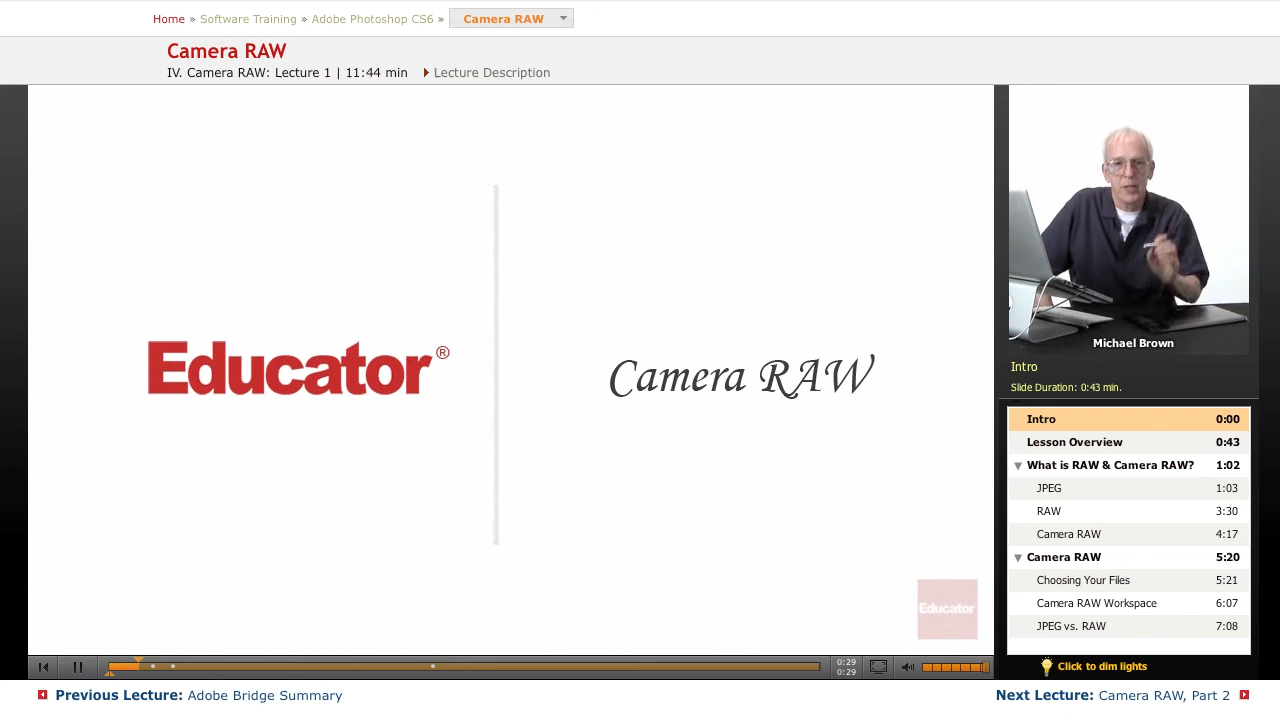 Home » Software Training » Adobe Photoshop CS6 » Camera RAW
Camera RAW
IV. Camera RAW: Lecture 1 | 11:44 min Lecture Description
Educator®
Camera RAW
Educator
Michael Brown
Intro
Slide Duration: 0:43 min.
Intro 0:00
Lesson Overview 0:43
What is RAW & Camera RAW? 1:02
JPEG 1:03
RAW 3:30
Camera RAW 4:17
Camera RAW 5:20
Choosing Your Files 5:21
Camera RAW Workspace 6:07
JPEG vs. RAW 7:08
0:29
0:29
Click to dim lights
Previous Lecture: Adobe Bridge Summary
Next Lecture: Camera RAW, Part 2